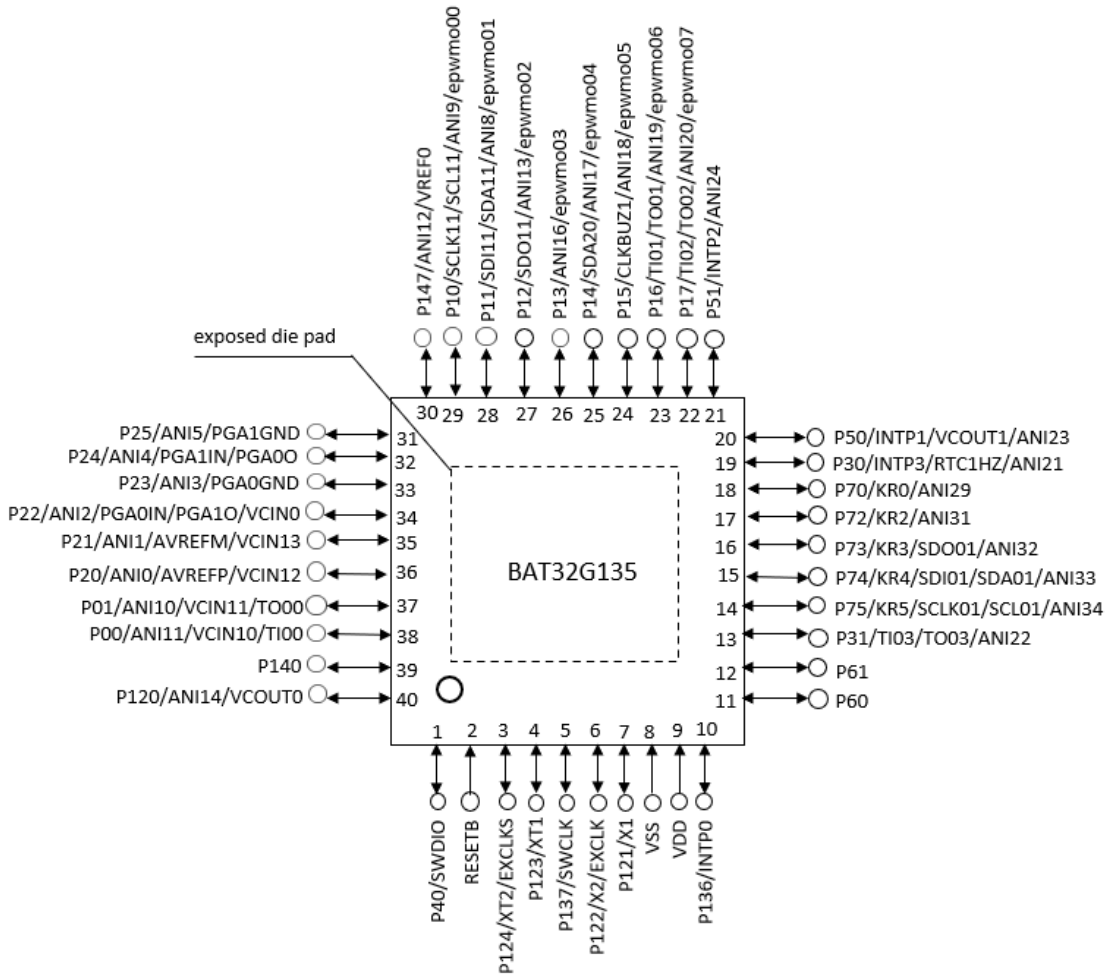 P147/ANI12/VREF0
P10/SCLK11/SCL11/ANI9/epwmo00
P11/SDI11/SDA11/ANI8/epwmo01
P12/SDO11/ANI13/epwmo02
P13/ANI16/epwmo03
P14/SDA20/ANI17/epwmo04
P15/CLKBUZ1/ANI18/epwmo05
P16/TI01/TO01/ANI19/epwmo06
P17/TI02/TO02/ANI20/epwmo07
P51/INTP2/ANI24
exposed die pad
30 29 28 27 26 25 24 23 22 21
P25/ANI5/PGA1GND 31
P24/ANI4/PGA1IN/PGA0O 32
P23/ANI3/PGA0GND 33
P22/ANI2/PGA0IN/PGA1O/VCIN0 34
P21/ANI1/AVREFM/VCIN13 35
P20/ANI0/AVREFP/VCIN12 36
P01/ANI10/VCIN11/TO00 37
P00/ANI11/VCIN10/TI00 38
P140 39
P120/ANI14/VCOUT0 40
BAT32G135
20 P50/INTP1/VCOUT1/ANI23
19 P30/INTP3/RTC1HZ/ANI21
18 P70/KR0/ANI29
17 P72/KR2/ANI31
16 P73/KR3/SDO01/ANI32
15 P74/KR4/SDI01/SDA01/ANI33
14 P75/KR5/SCLK01/SCL01/ANI34
13 P31/TI03/TO03/ANI22
12 P61
11 P60
1 2 3 4 5 6 7 8 9 10
P40/SWDIO
RESETB
P124/XT2/EXCLKS
P123/XT1
P137/SWCLK
P122/X2/EXCLK
P121/X1
VSS
VDD
P136/INTP0